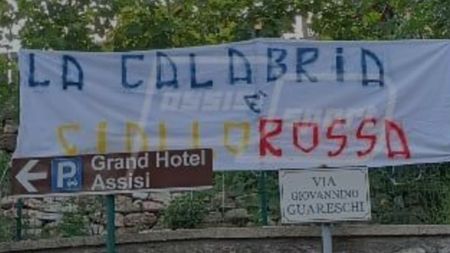 LA CALABRIA
È
GIALLOROSSA
P Grand Hotel
Assisi
VIA
GIOVANNINO
GUARESCHI